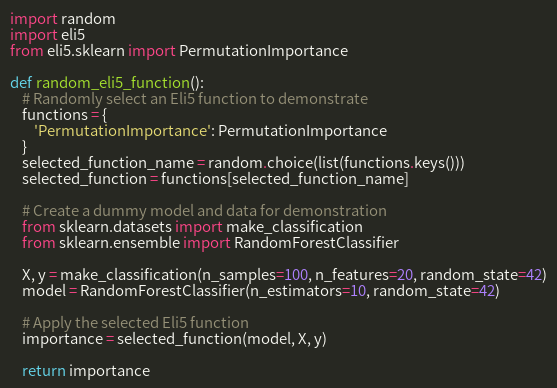 import random
import eli5
from eli5.sklearn import PermutationImportance

def random_eli5_function():
    # Randomly select an Eli5 function to demonstrate
    functions = {
        'PermutationImportance': PermutationImportance
    }
    selected_function_name = random.choice(list(functions.keys()))
    selected_function = functions[selected_function_name]

    # Create a dummy model and data for demonstration
    from sklearn.datasets import make_classification
    from sklearn.ensemble import RandomForestClassifier

    X, y = make_classification(n_samples=100, n_features=20, random_state=42)
    model = RandomForestClassifier(n_estimators=10, random_state=42)

    # Apply the selected Eli5 function
    importance = selected_function(model, X, y)

    return importance